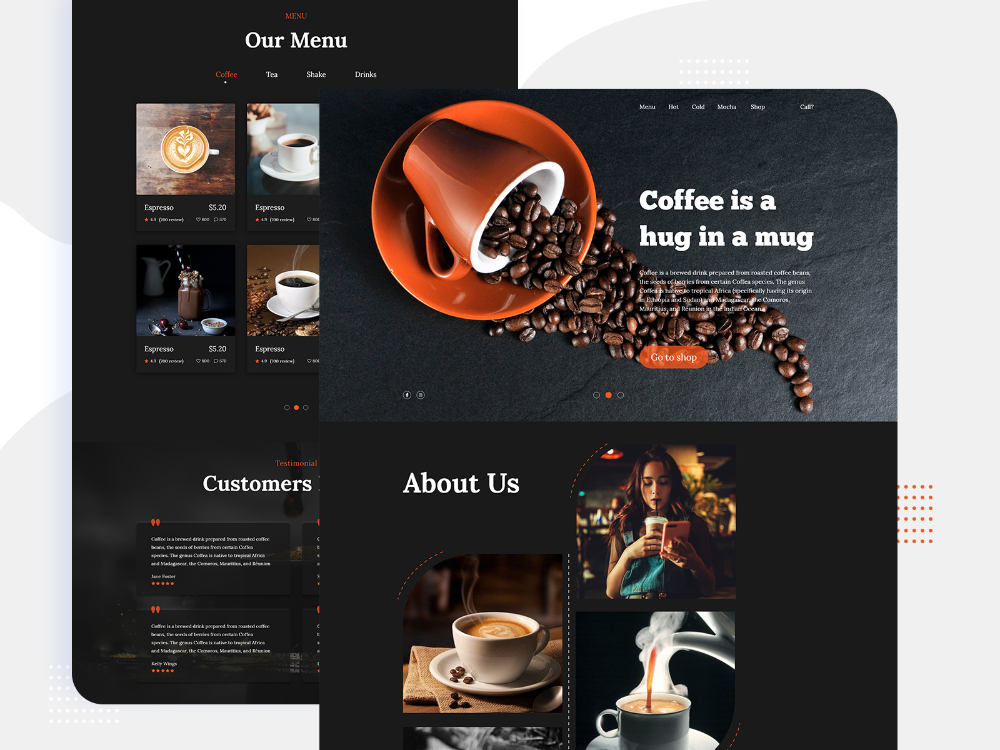 MENU
Our Menu
Coffee Tea Shake Drinks
Espresso $5.20
4.9 (100 review) 800 570
Espresso
4.9 (100 review) 800
Espresso $5.20
4.9 (100 review) 800 570
Espresso
4.9 (100 review) 800
Testimonial
Customers
Coffee is a brewed drink prepared from roasted coffee
beans, the seeds of berries from certain Coffea
species. The genus Coffea is native to tropical Africa
and Madagascar, the Comoros, Mauritius, and Réunion
Jane Foster
Coffee is a brewed drink prepared from roasted coffee
beans, the seeds of berries from certain Coffea
species. The genus Coffea is native to tropical Africa
and Madagascar, the Comoros, Mauritius, and Réunion
Kelly Wings
Menu Hot Cold Mocha Shop Call?
Coffee is a
hug in a mug
Coffee is a brewed drink prepared from roasted coffee beans,
the seeds of berries from certain Coffea species. The genus
Coffea is native to tropical Africa (specifically having its origin
in Ethiopia and Sudan) and Madagascar, the Comoros,
Mauritius, and Réunion in the Indian Ocean.
Go to shop
About Us